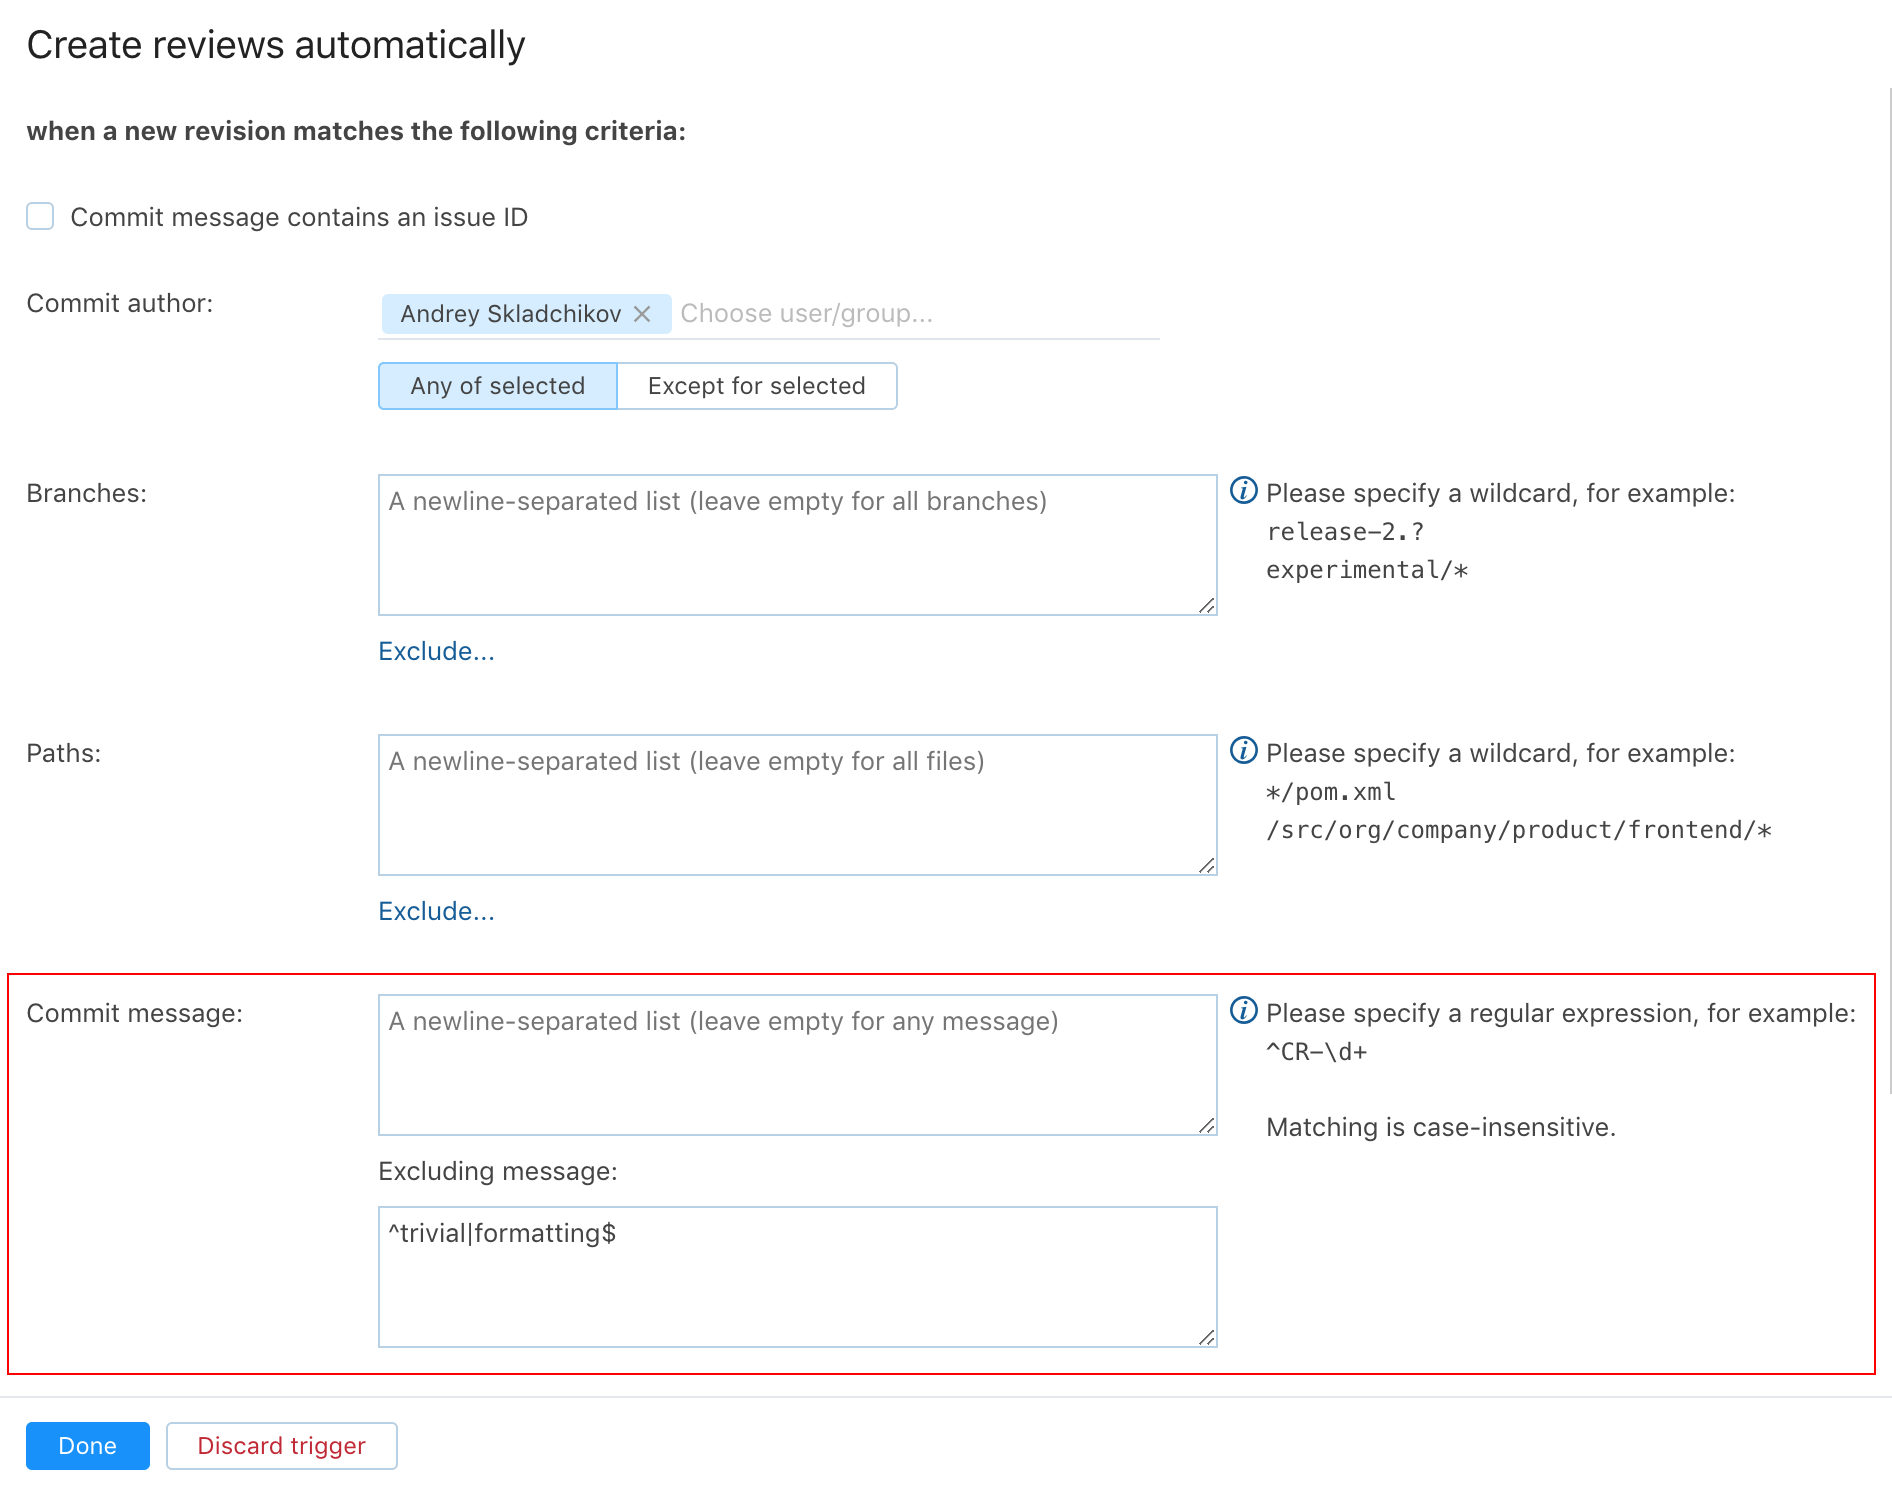 Create reviews automatically
when a new revision matches the following criteria:
Commit message contains an issue ID
Commit author:
Andrey Skladchikov
Choose user/group...
Any of selected
Except for selected
Branches:
A newline-separated list (leave empty for all branches)
Please specify a wildcard, for example:
release-2.?
experimental/*
Exclude...
Paths:
A newline-separated list (leave empty for all files)
Please specify a wildcard, for example:
*/pom.xml
/src/org/company/product/frontend/*
Exclude...
Commit message:
A newline-separated list (leave empty for any message)
Please specify a regular expression, for example:
^CR-\d+
Matching is case-insensitive.
Excluding message:
^trivial|formatting$
Done
Discard trigger